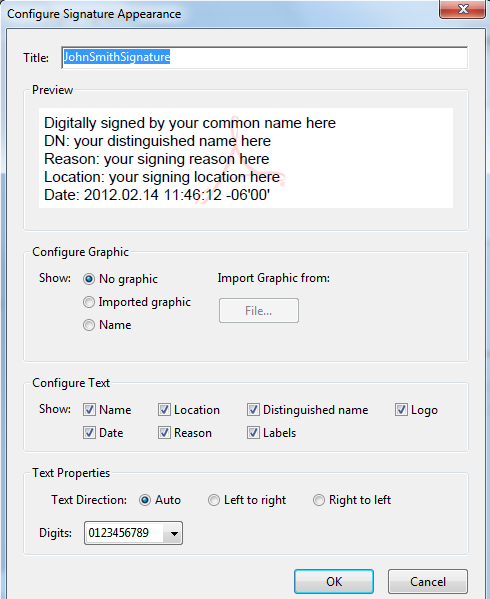 Configure Signature Appearance
Title: JohnSmithSignature
Preview
Digitally signed by your common name here
DN: your distinguished name here
Reason: your signing reason here
Location: your signing location here
Date: 2012.02.14 11:46:12 -06'00'
Configure Graphic
Show: No graphic Import Graphic from:
Imported graphic File...
Name
Configure Text
Show: Name Location Distinguished name Logo
Date Reason Labels
Text Properties
Text Direction: Auto Left to right Right to left
Digits: 0123456789
OK Cancel